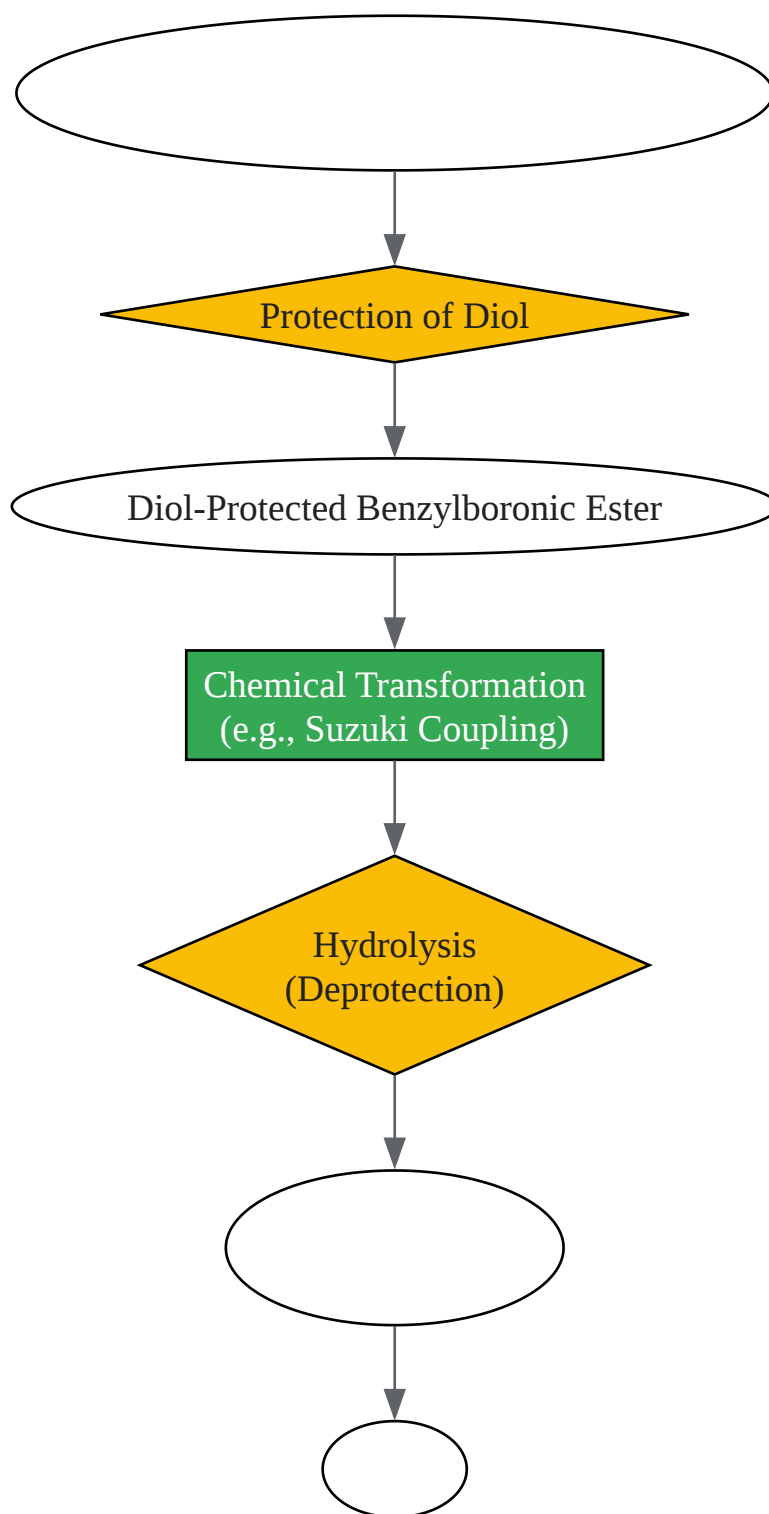 Protection of Diol
Diol-Protected Benzylboronic Ester
Chemical Transformation
(e.g., Suzuki Coupling)
Hydrolysis
(Deprotection)